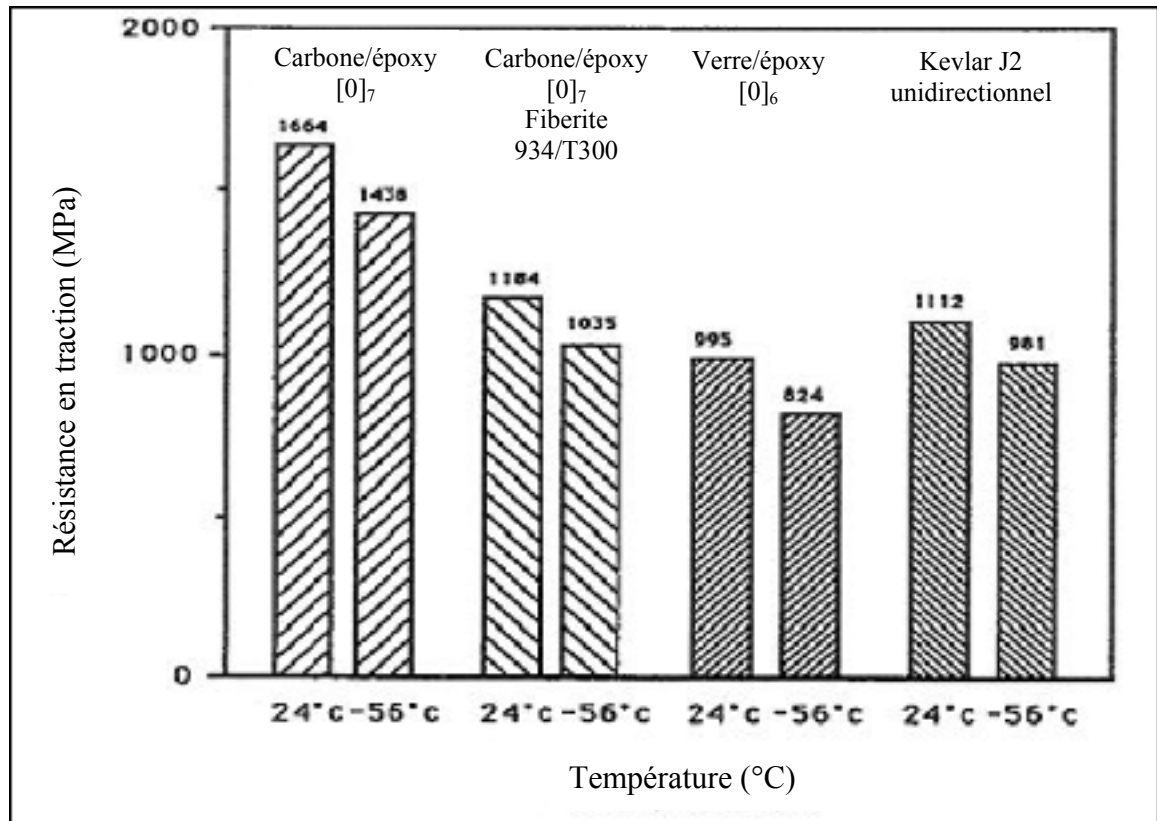 2000
Carbone/époxy
[0]7
Carbone/époxy
[0]7
Fiberite
934/T300
Verre/époxy
[0]6
Kevlar J2
unidirectionnel
1664
1438
1184
1035
995
824
1112
981
1000
0
Résistance en traction (MPa)
24°c -56°c 24°c -56°c 24°c -56°c 24°c -56°c
Température (°C)